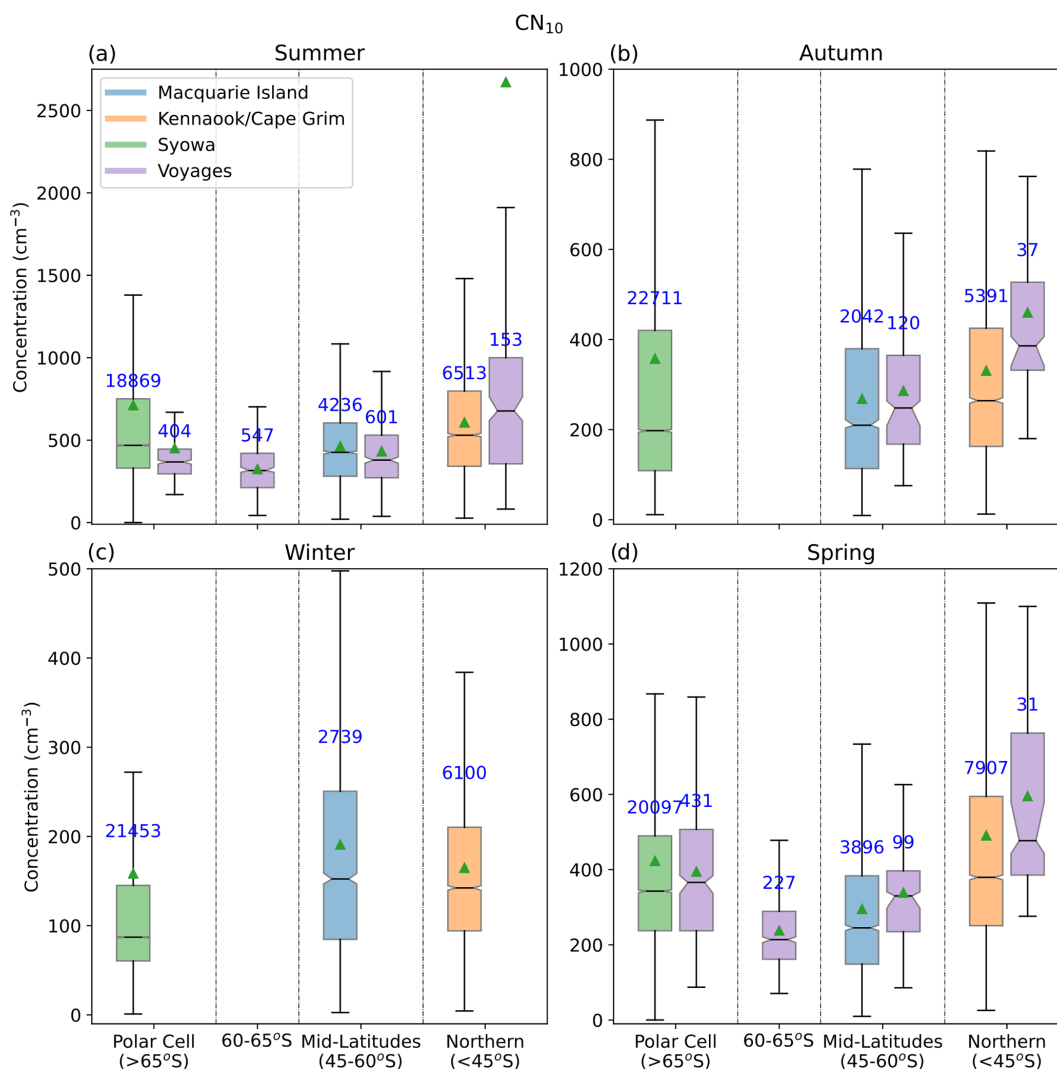 CN₁₀
(a) Summer
2500
2000
1500
1000
500
0
Concentration (cm⁻³)
Macquarie Island
Kennaook/Cape Grim
Syowa
Voyages
18869
404
547
4236
601
6513
153
(b) Autumn
1000
800
600
400
200
0
22711
2042
120
5391
37
(c) Winter
500
400
300
200
100
0
Concentration (cm⁻³)
21453
2739
6100
Polar Cell
(>65°S)
60-65°S
Mid-Latitudes
(45-60°S)
Northern
(<45°S)
(d) Spring
1200
1000
800
600
400
200
0
20097
431
227
3896
99
7907
31
Polar Cell
(>65°S)
60-65°S
Mid-Latitudes
(45-60°S)
Northern
(<45°S)